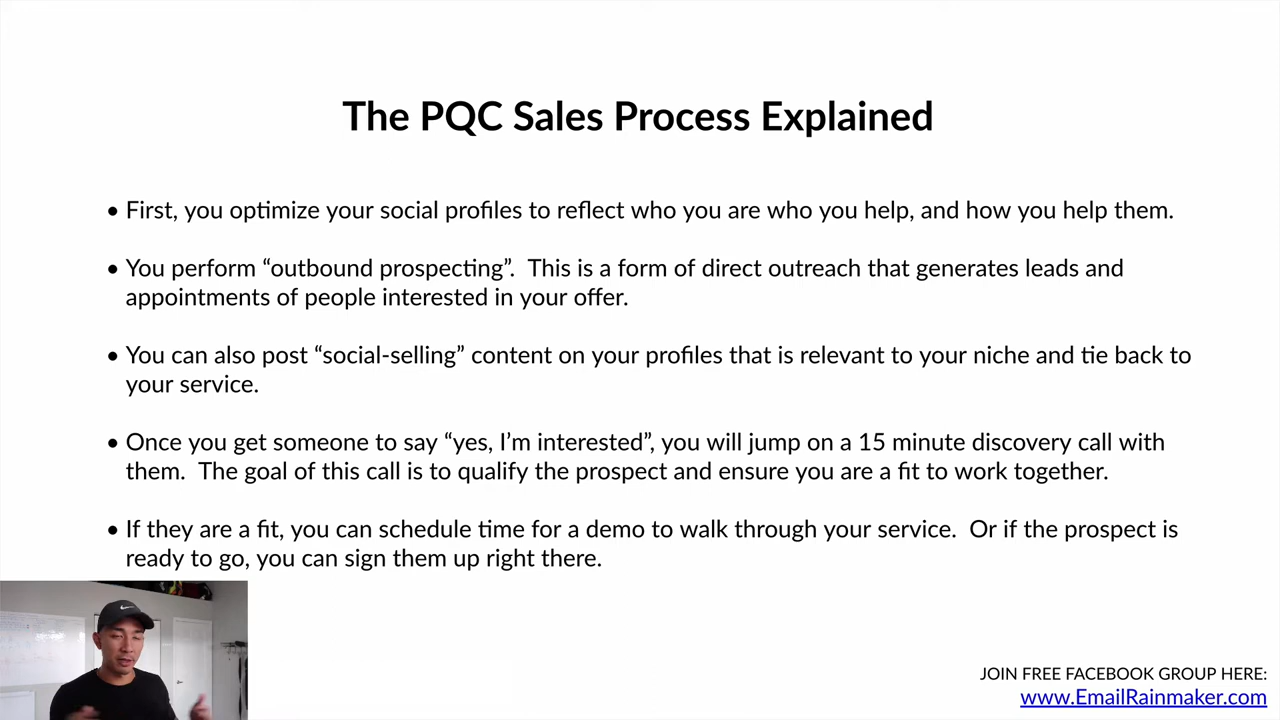 The PQC Sales Process Explained
• First, you optimize your social profiles to reflect who you are who you help, and how you help them.
• You perform “outbound prospecting”.  This is a form of direct outreach that generates leads and
appointments of people interested in your offer.
• You can also post “social-selling” content on your profiles that is relevant to your niche and tie back to
your service.
• Once you get someone to say “yes, I’m interested”, you will jump on a 15 minute discovery call with
them.  The goal of this call is to qualify the prospect and ensure you are a fit to work together.
• If they are a fit, you can schedule time for a demo to walk through your service.  Or if the prospect is
ready to go, you can sign them up right there.
JOIN FREE FACEBOOK GROUP HERE:
www.EmailRainmaker.com